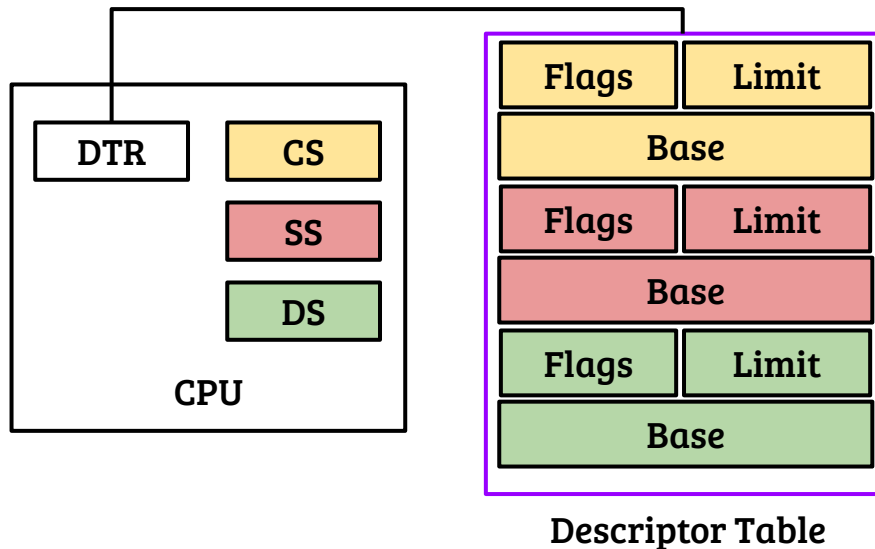 DTR
CS
SS
DS
CPU
Flags Limit
Base
Flags Limit
Base
Flags Limit
Base
Descriptor Table